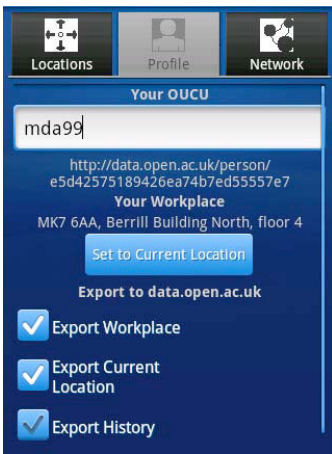 Locations Profile Network
Your OUCU
mda99
http://data.open.ac.uk/person/
e5d42575189426ea74b7ed55557e7
Your Workplace
MK7 6AA, Berrill Building North, floor 4
Set to Current Location
Export to data.open.ac.uk
Export Workplace
Export Current
Location
Export History